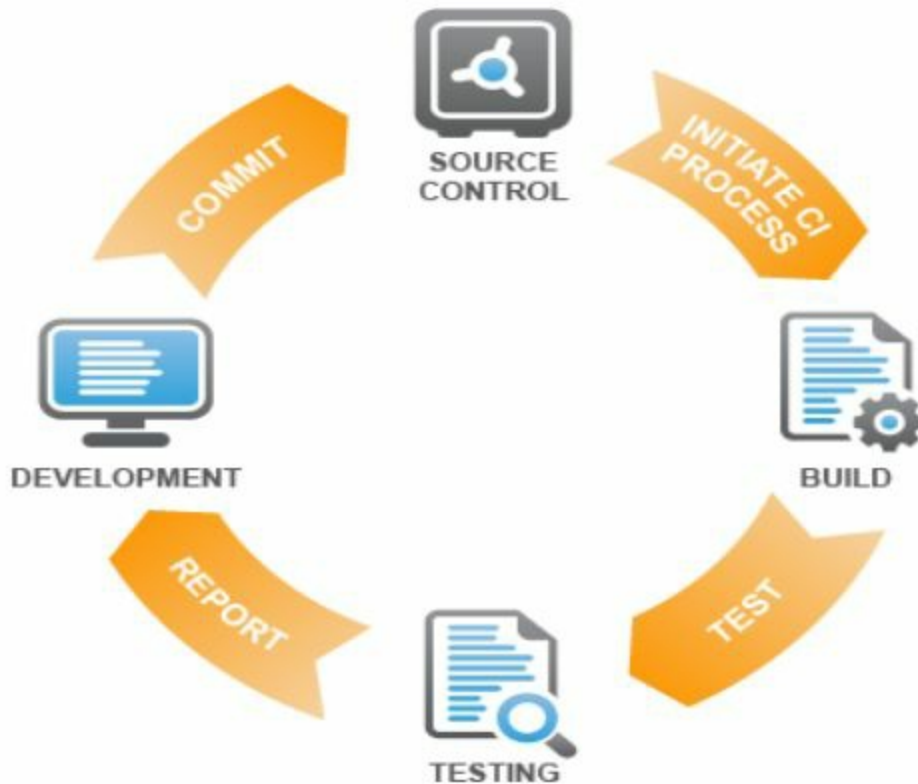 SOURCE
CONTROL
INITIATE CI
PROCESS
BUILD
TEST
TESTING
REPORT
DEVELOPMENT
COMMIT